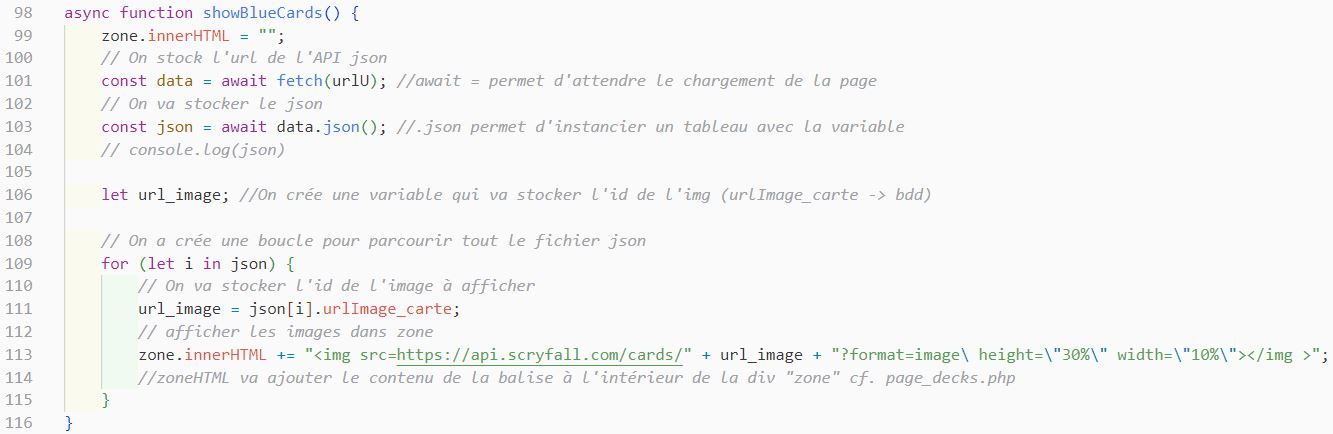 98 async function showBlueCards() {
99 zone.innerHTML = "";
100 // On stock l'url de l'API json
101 const data = await fetch(urlU); //await = permet d'attendre le chargement de la page
102 // On va stocker le json
103 const json = await data.json(); //.json permet d'instancier un tableau avec la variable
104 // console.log(json)
105
106 let url_image; //On crée une variable qui va stocker l'id de l'img (urlImage_carte -> bdd)
107
108 // On a crée une boucle pour parcourir tout le fichier json
109 for (let i in json) {
110 // On va stocker l'id de l'image à afficher
111 url_image = json[i].urlImage_carte;
112 // afficher les images dans zone
113 zone.innerHTML += "<img src=https://api.scryfall.com/cards/" + url_image + "?format=image\ height=\"30%\" width=\"10%\"></img >";
114 //zoneHTML va ajouter le contenu de la balise à l'intérieur de la div "zone" cf. page_decks.php
115 }
116 }